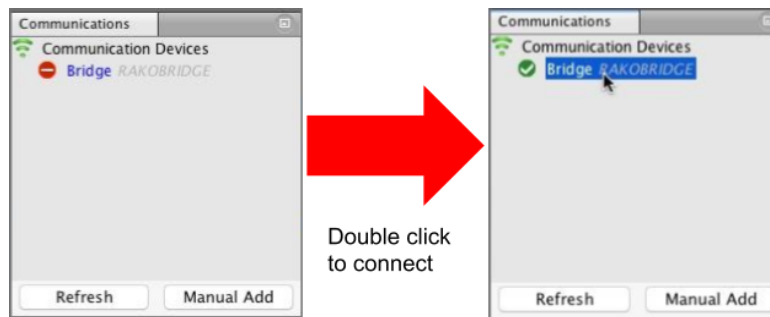 Communications
Communication Devices
Bridge RAKOBRIDGE
Refresh Manual Add
Double click
to connect
Communications
Communication Devices
Bridge RAKOBRIDGE
Refresh Manual Add